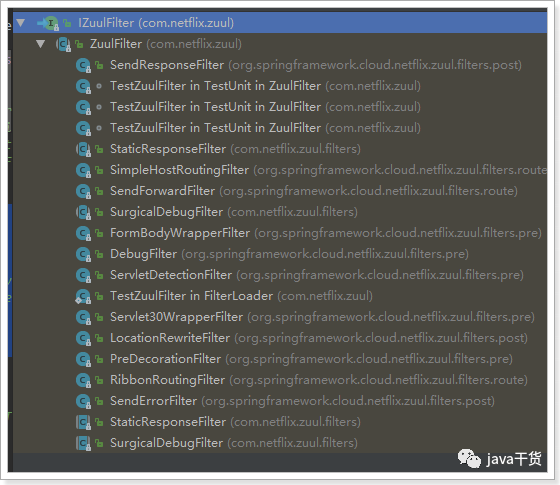 IZuulFilter (com.netflix.zuul)
ZuulFilter (com.netflix.zuul)
SendResponseFilter (org.springframework.cloud.netflix.zuul.filters.post)
TestZuulFilter in TestUnit in ZuulFilter (com.netflix.zuul)
TestZuulFilter in TestUnit in ZuulFilter (com.netflix.zuul)
TestZuulFilter in TestUnit in ZuulFilter (com.netflix.zuul)
StaticResponseFilter (com.netflix.zuul.filters)
SimpleHostRoutingFilter (org.springframework.cloud.netflix.zuul.filters.route
SendForwardFilter (org.springframework.cloud.netflix.zuul.filters.route)
SurgicalDebugFilter (com.netflix.zuul.filters)
FormBodyWrapperFilter (org.springframework.cloud.netflix.zuul.filters.pre)
DebugFilter (org.springframework.cloud.netflix.zuul.filters.pre)
ServletDetectionFilter (org.springframework.cloud.netflix.zuul.filters.pre)
TestZuulFilter in FilterLoader (com.netflix.zuul)
Servlet30WrapperFilter (org.springframework.cloud.netflix.zuul.filters.pre)
LocationRewriteFilter (org.springframework.cloud.netflix.zuul.filters.post)
PreDecorationFilter (org.springframework.cloud.netflix.zuul.filters.pre)
RibbonRoutingFilter (org.springframework.cloud.netflix.zuul.filters.route)
SendErrorFilter (org.springframework.cloud.netflix.zuul.filters.post)
StaticResponseFilter (com.netflix.zuul.filters)
SurgicalDebugFilter (com.netflix.zuul.filters)
java干货